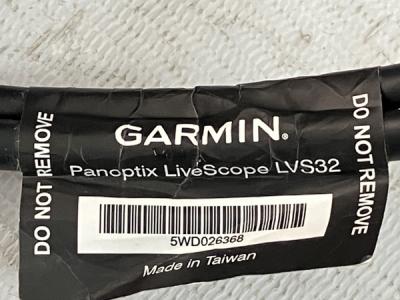 GARMIN.
Panoptix LiveScope LVS32
5WD026368
Made in Taiwan
DO NOT REMOVE
DO NOT REMOVE